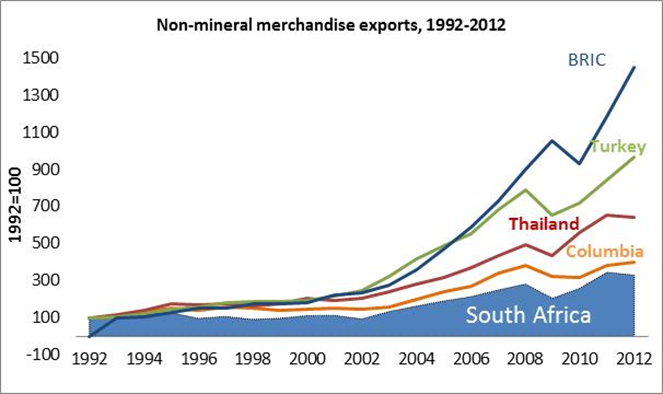 Non-mineral merchandise exports, 1992-2012
1500
1300
1100
900
700
500
300
100
-100
1992=100
BRIC
Turkey
Thailand
Columbia
South Africa
1992 1994 1996 1998 2000 2002 2004 2006 2008 2010 2012